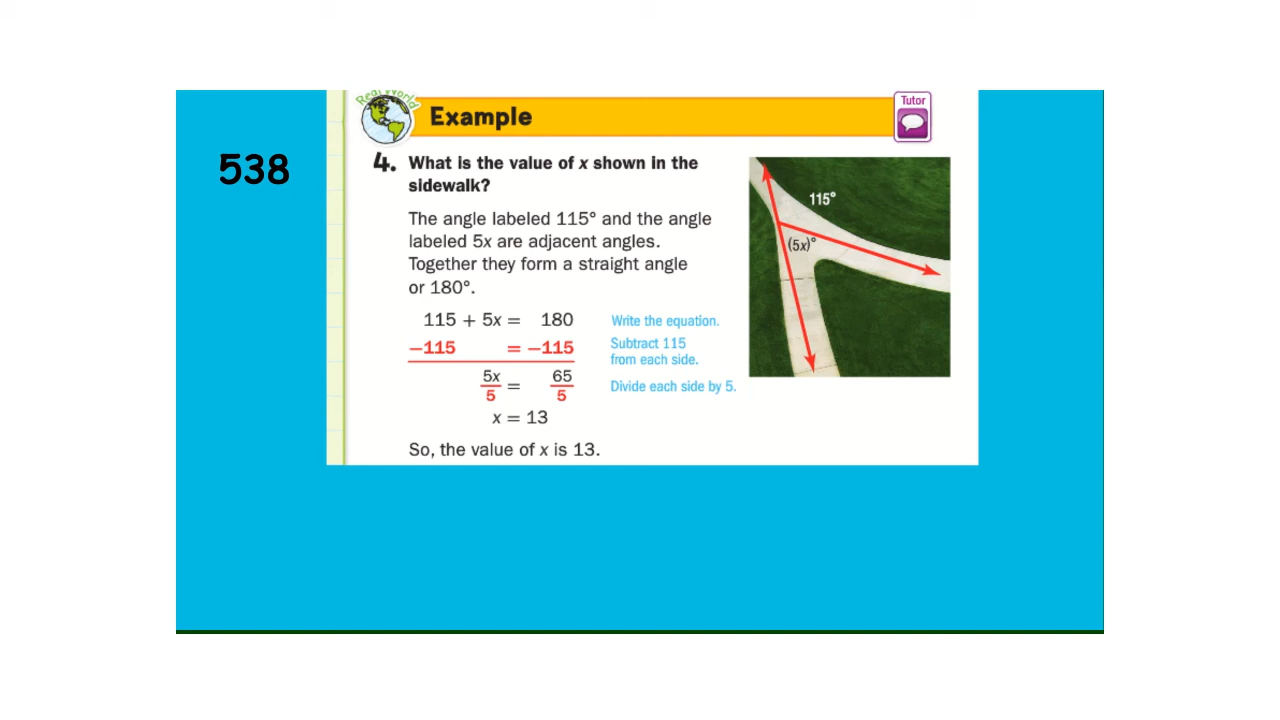 Real World
Example
Tutor
538
4. What is the value of x shown in the
sidewalk?
The angle labeled 115° and the angle
labeled 5x are adjacent angles.
Together they form a straight angle
or 180°.
115 + 5x = 180 Write the equation.
−115 = −115 Subtract 115
from each side.
5x/5 = 65/5 Divide each side by 5.
x = 13
So, the value of x is 13.
115°
(5x)°